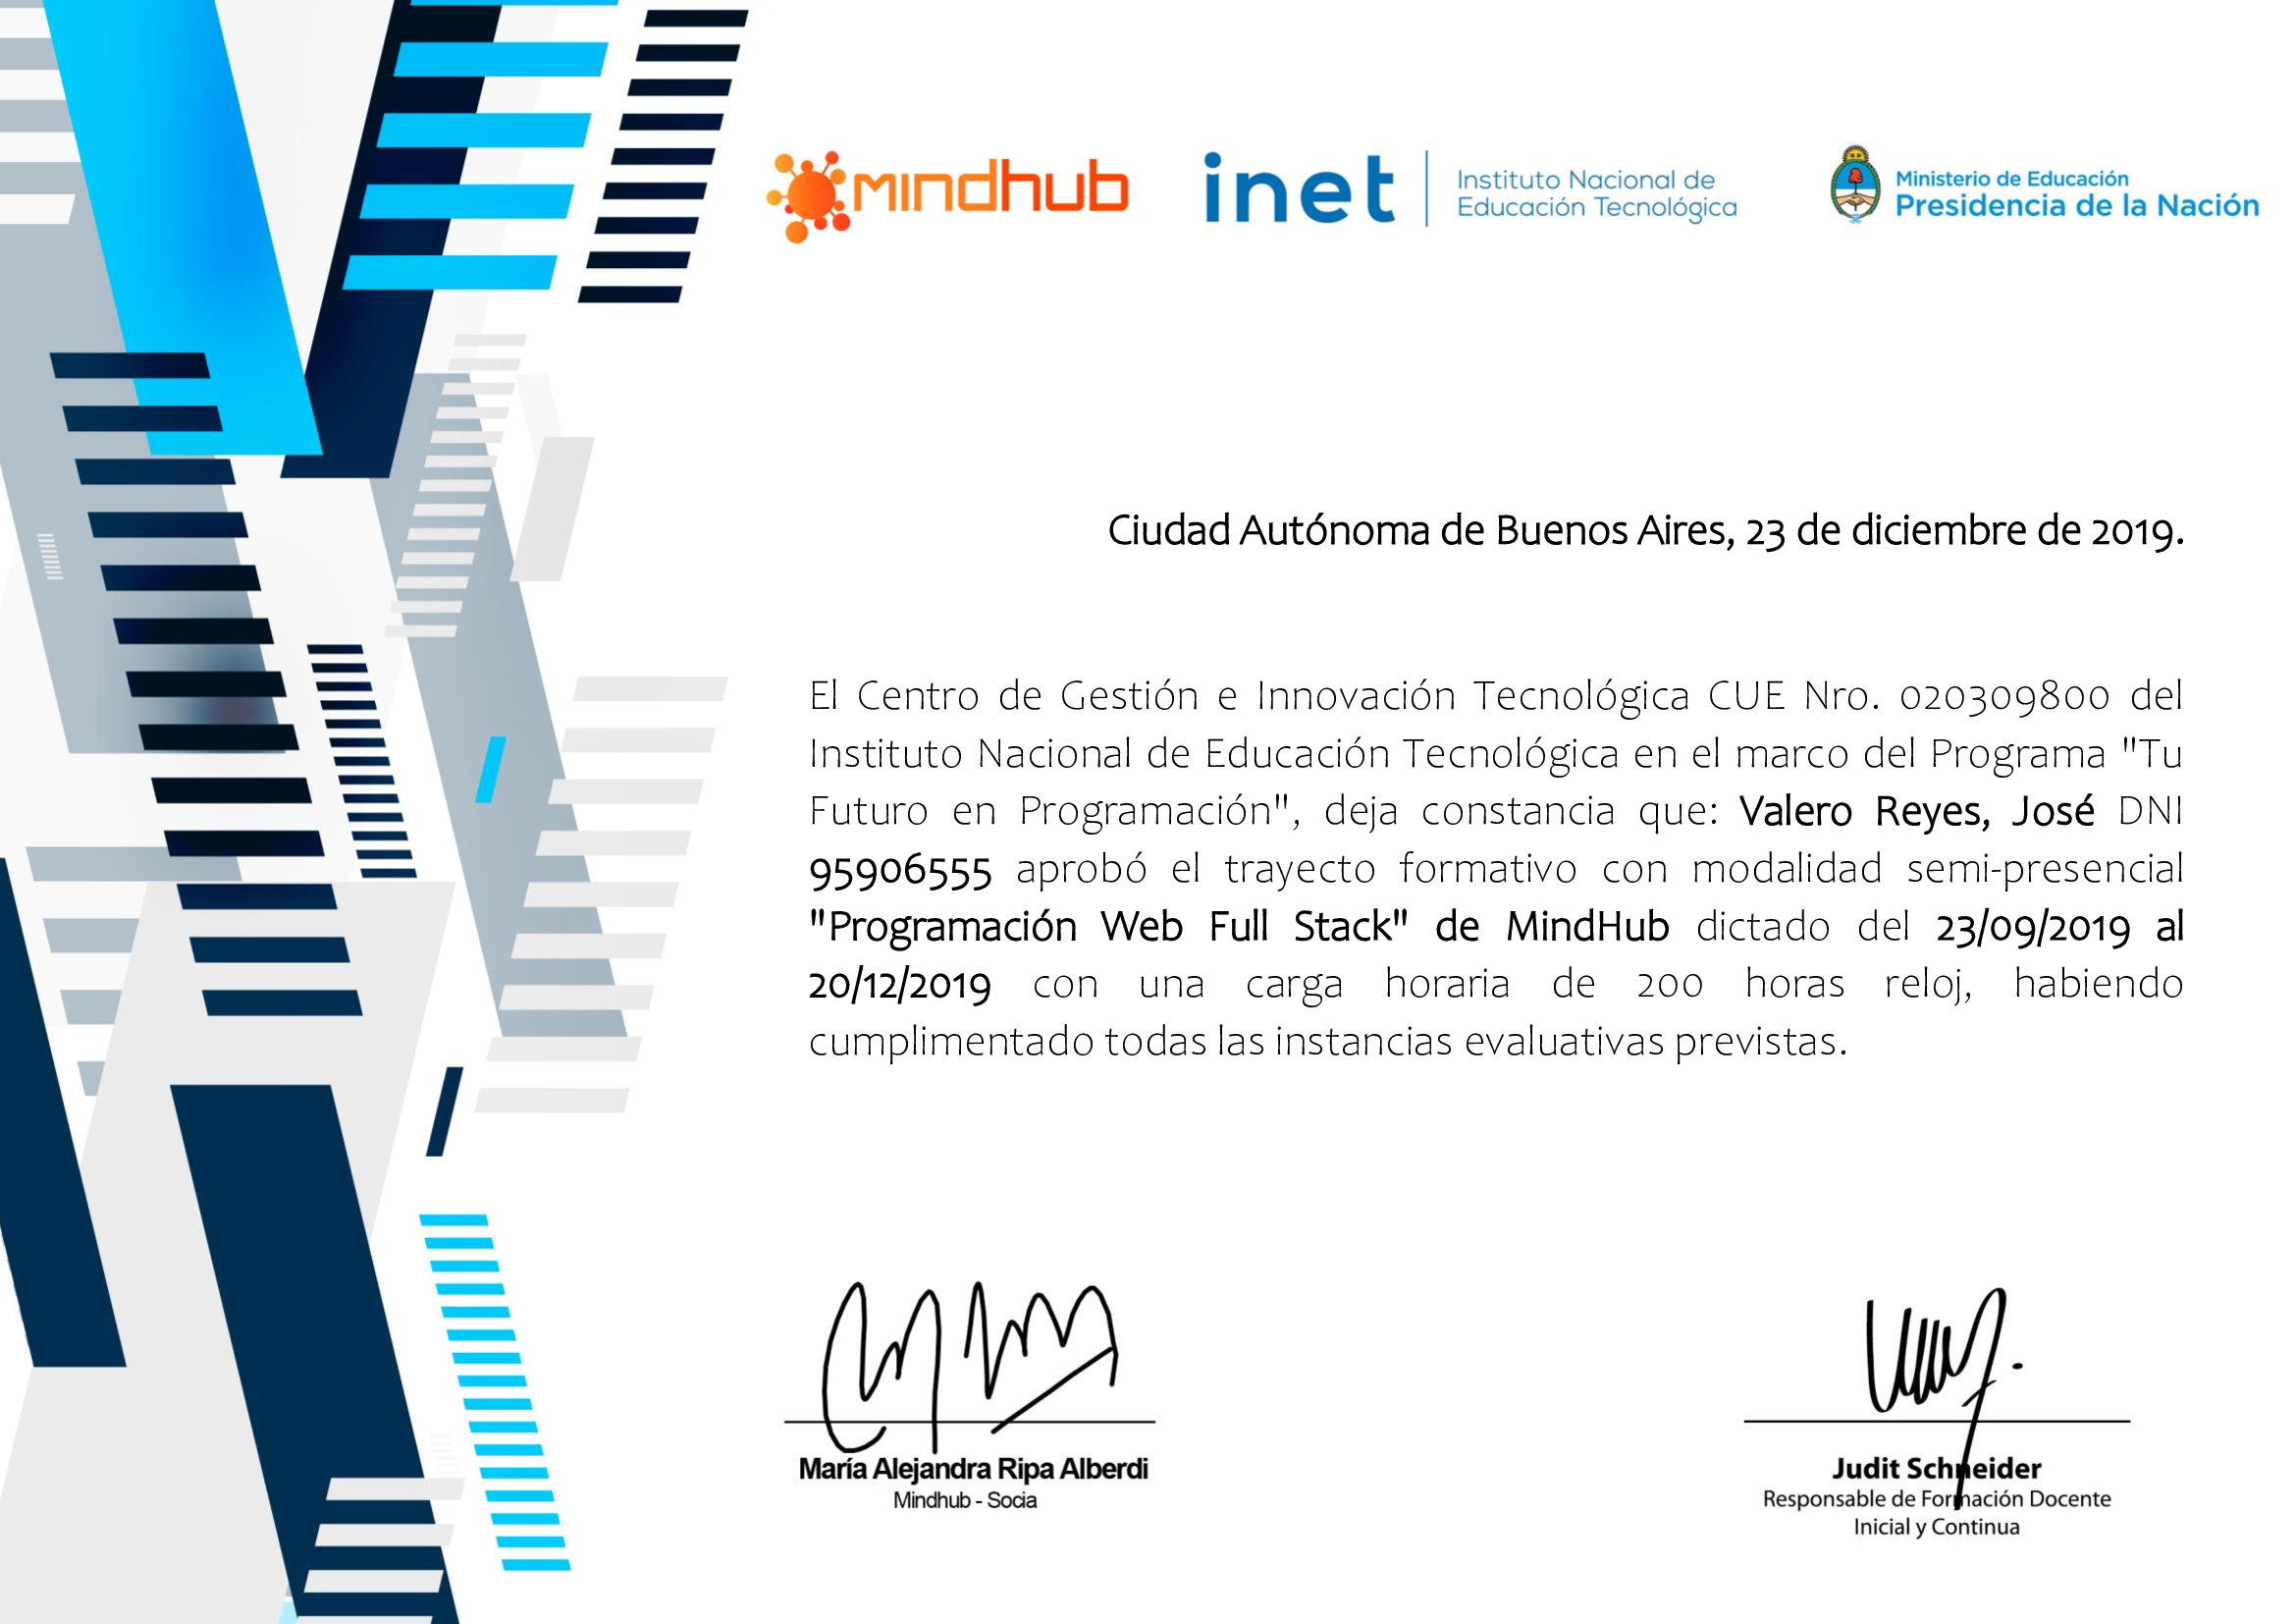 mindhub
inet
Instituto Nacional de
Educación Tecnológica
Ministerio de Educación
Presidencia de la Nación
Ciudad Autónoma de Buenos Aires, 23 de diciembre de 2019.
El Centro de Gestión e Innovación Tecnológica CUE Nro. 020309800 del
Instituto Nacional de Educación Tecnológica en el marco del Programa "Tu
Futuro en Programación", deja constancia que: Valero Reyes, José DNI
95906555 aprobó el trayecto formativo con modalidad semi-presencial
"Programación Web Full Stack" de MindHub dictado del 23/09/2019 al
20/12/2019 con una carga horaria de 200 horas reloj, habiendo
cumplimentado todas las instancias evaluativas previstas.
María Alejandra Ripa Alberdi
Mindhub - Socia
Judit Schneider
Responsable de Formación Docente
Inicial y Continua